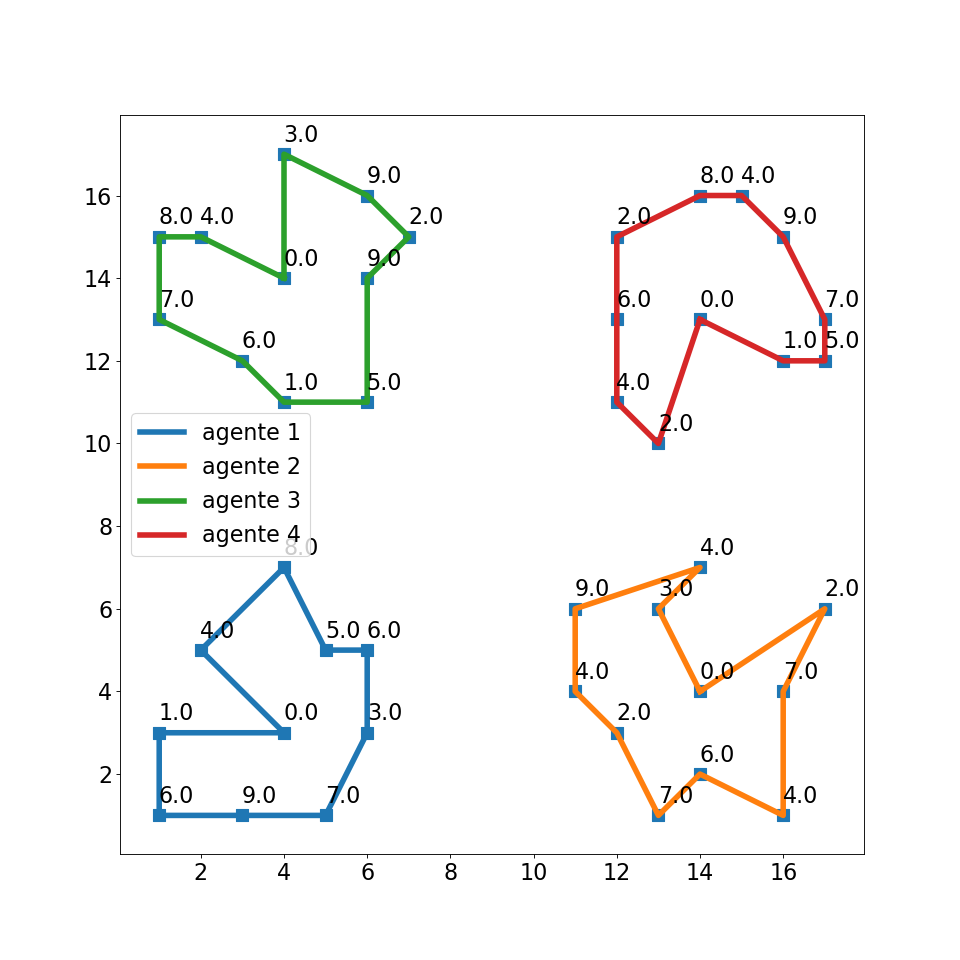 3.0
9.0
8.0 4.0
16
8.0 4.0 2.0
2.0 9.0
0.0 9.0
14
7.0 6.0 0.0 7.0
6.0 1.0 5.0
12
1.0 5.0 4.0
2.0
10
agente 1
agente 2
agente 3
agente 4
8
8.0 4.0
9.0 3.0 2.0
6
4.0 5.0 6.0
4.0 0.0 7.0
4
1.0 0.0 3.0 2.0
6.0
2
6.0 9.0 7.0 7.0 4.0
2 4 6 8 10 12 14 16